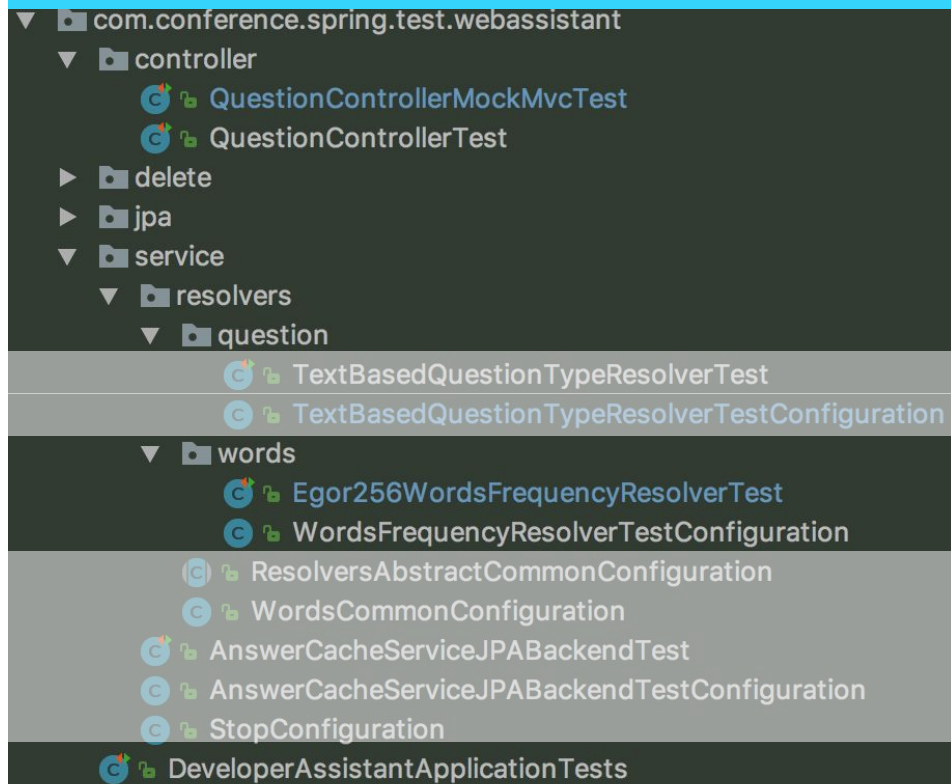 com.conference.spring.test.webassistant
controller
QuestionControllerMockMvcTest
QuestionControllerTest
delete
jpa
service
resolvers
question
TextBasedQuestionTypeResolverTest
TextBasedQuestionTypeResolverTestConfiguration
words
Egor256WordsFrequencyResolverTest
WordsFrequencyResolverTestConfiguration
ResolversAbstractCommonConfiguration
WordsCommonConfiguration
AnswerCacheServiceJPABackendTest
AnswerCacheServiceJPABackendTestConfiguration
StopConfiguration
DeveloperAssistantApplicationTests